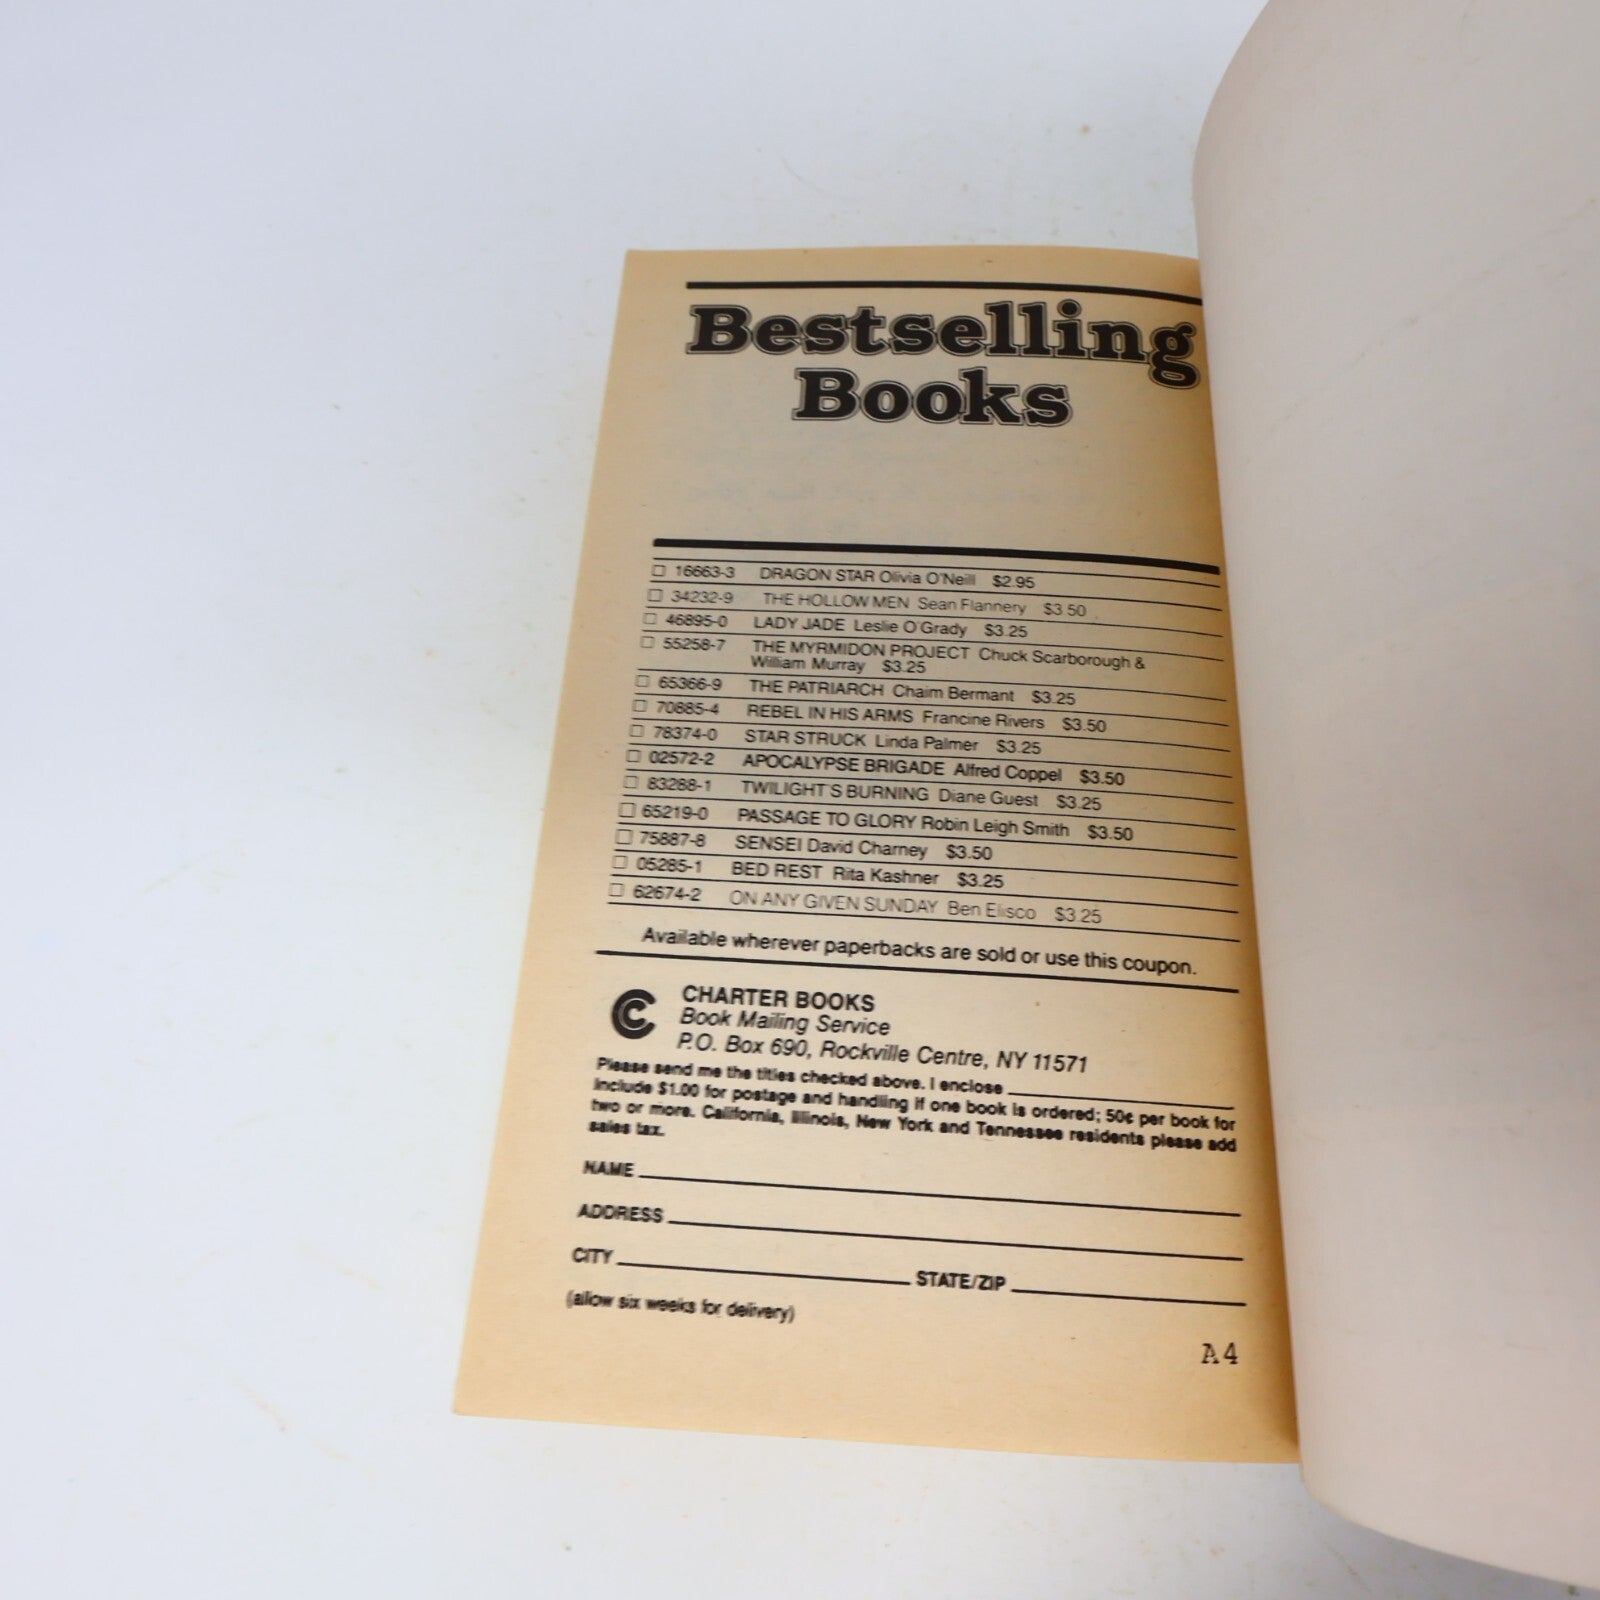 Bestselling
Books
☐ 16663-3 DRAGON STAR Olivia O'Neill $2.95
☐ 34232-9 THE HOLLOW MEN Sean Flannery $3.50
☐ 46895-0 LADY JADE Leslie O'Grady $3.25
☐ 55258-7 THE MYRMIDON PROJECT Chuck Scarborough &
William Murray $3.25
☐ 65366-9 THE PATRIARCH Chaim Bermant $3.25
☐ 70885-4 REBEL IN HIS ARMS Francine Rivers $3.50
☐ 78374-0 STAR STRUCK Linda Palmer $3.25
☐ 02572-2 APOCALYPSE BRIGADE Alfred Coppel $3.50
☐ 83288-1 TWILIGHT'S BURNING Diane Guest $3.25
☐ 65219-0 PASSAGE TO GLORY Robin Leigh Smith $3.50
☐ 75887-8 SENSEI David Charney $3.50
☐ 05285-1 BED REST Rita Kashner $3.25
☐ 62674-2 ON ANY GIVEN SUNDAY Ben Elisco $3.25
Available wherever paperbacks are sold or use this coupon.
CHARTER BOOKS
Book Mailing Service
P.O. Box 690, Rockville Centre, NY 11571
Please send me the titles checked above. I enclose
Include $1.00 for postage and handling if one book is ordered; 50¢ per book for
two or more. California, Illinois, New York and Tennessee residents please add
sales tax.
NAME
ADDRESS
CITY STATE/ZIP
(allow six weeks for delivery)
A4